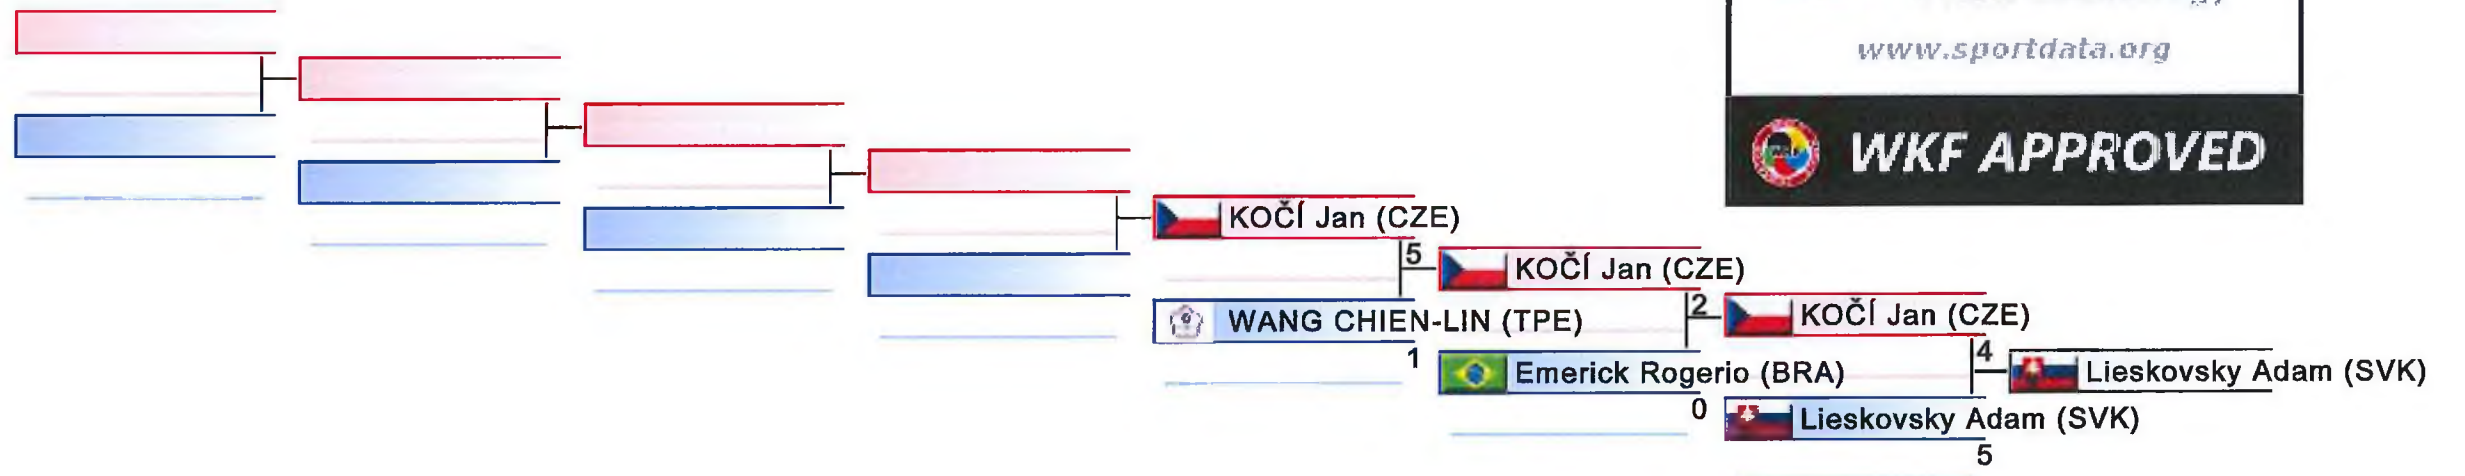 www.sportdata.org
WKF APPROVED
KOČÍ Jan (CZE)
5
KOČÍ Jan (CZE)
WANG CHIEN-LIN (TPE)
2
KOČÍ Jan (CZE)
1
4
Emerick Rogerio (BRA)
Lieskovsky Adam (SVK)
0
Lieskovsky Adam (SVK)
5